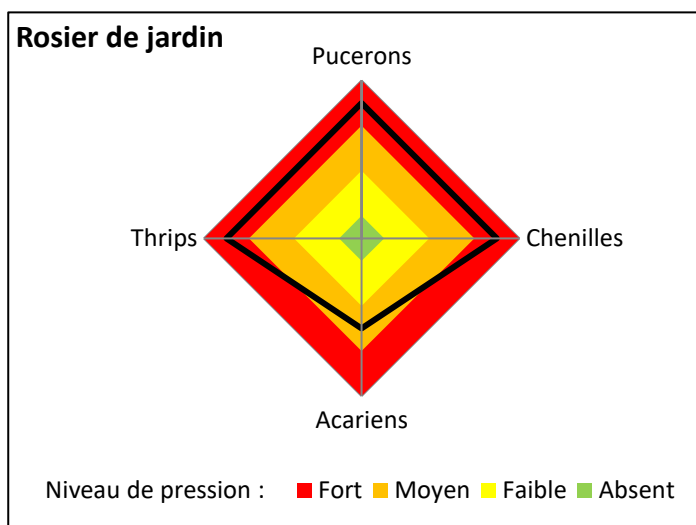 Rosier de jardin
Pucerons
Thrips
Chenilles
Acariens
Niveau de pression : Fort Moyen Faible Absent